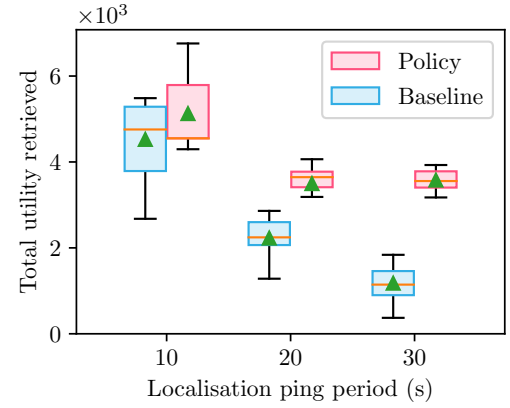 ×10³
Total utility retrieved
6
4
2
0
Policy
Baseline
10 20 30
Localisation ping period (s)